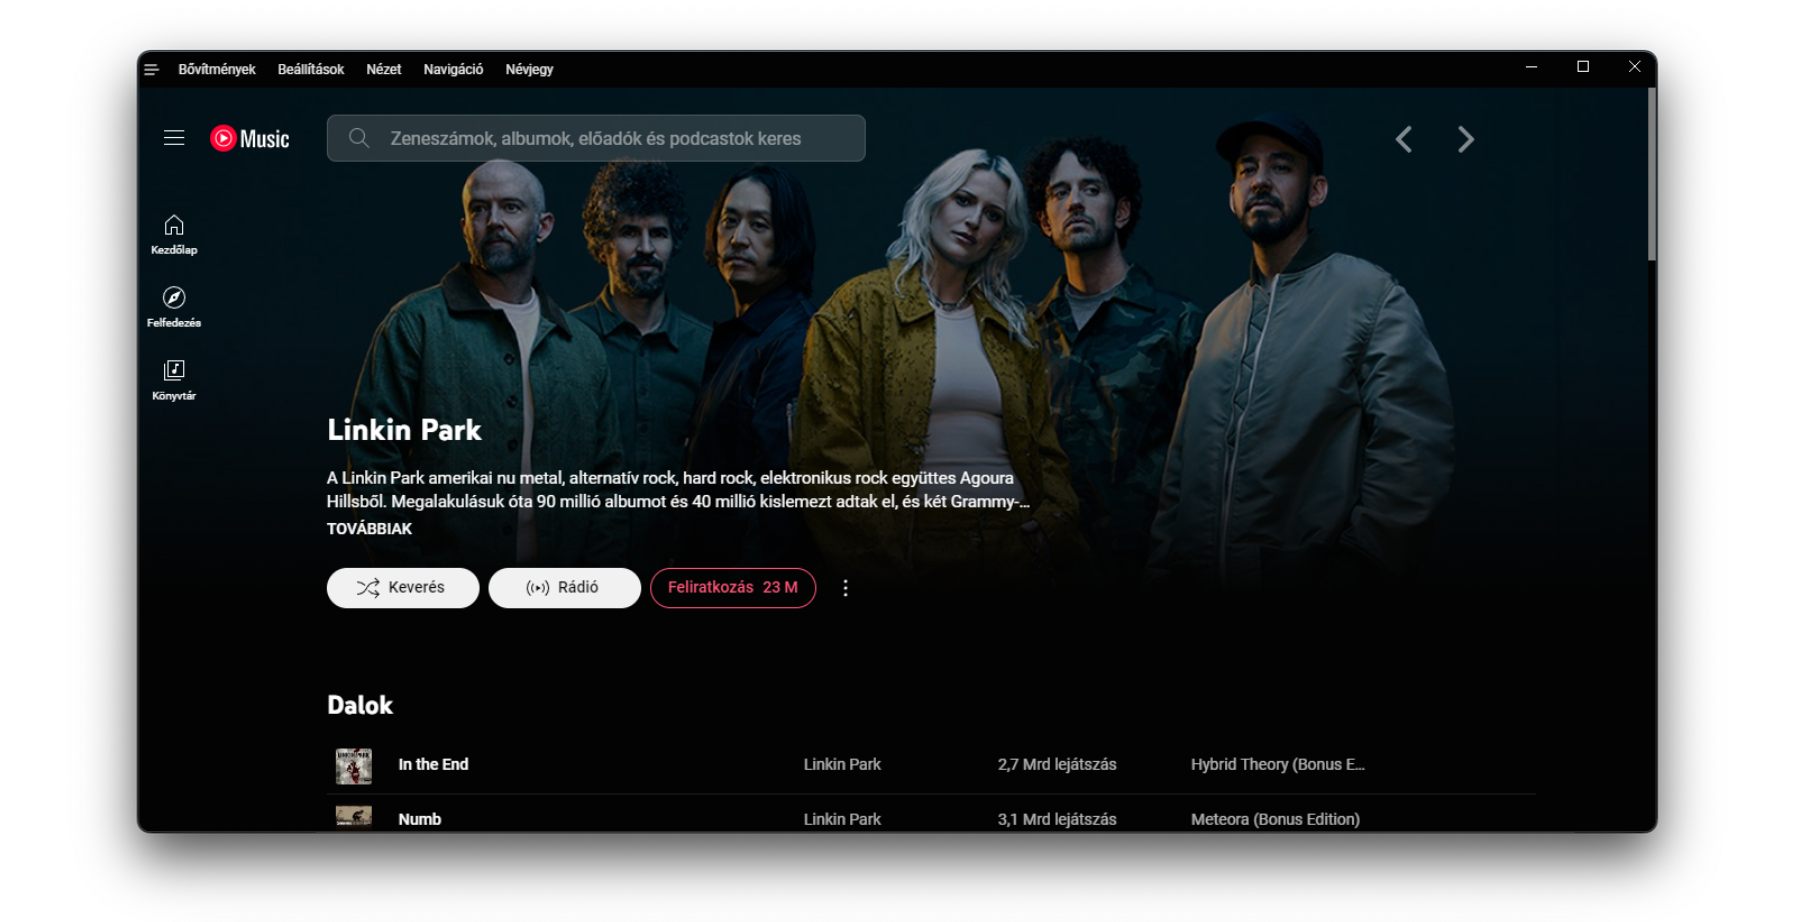 Bővítmények Beállítások Nézet Navigáció Névjegy
Music
Zeneszámok, albumok, előadók és podcastok keres
Kezdőlap
Felfedezés
Könyvtár
Linkin Park
A Linkin Park amerikai nu metal, alternatív rock, hard rock, elektronikus rock együttes Agoura
Hillsből. Megalakulásuk óta 90 millió albumot és 40 millió kislemezt adtak el, és két Grammy-...
TOVÁBBIAK
Keverés Rádió Feliratkozás 23 M
Dalok
In the End Linkin Park 2,7 Mrd lejátszás Hybrid Theory (Bonus E...
Numb Linkin Park 3,1 Mrd lejátszás Meteora (Bonus Edition)